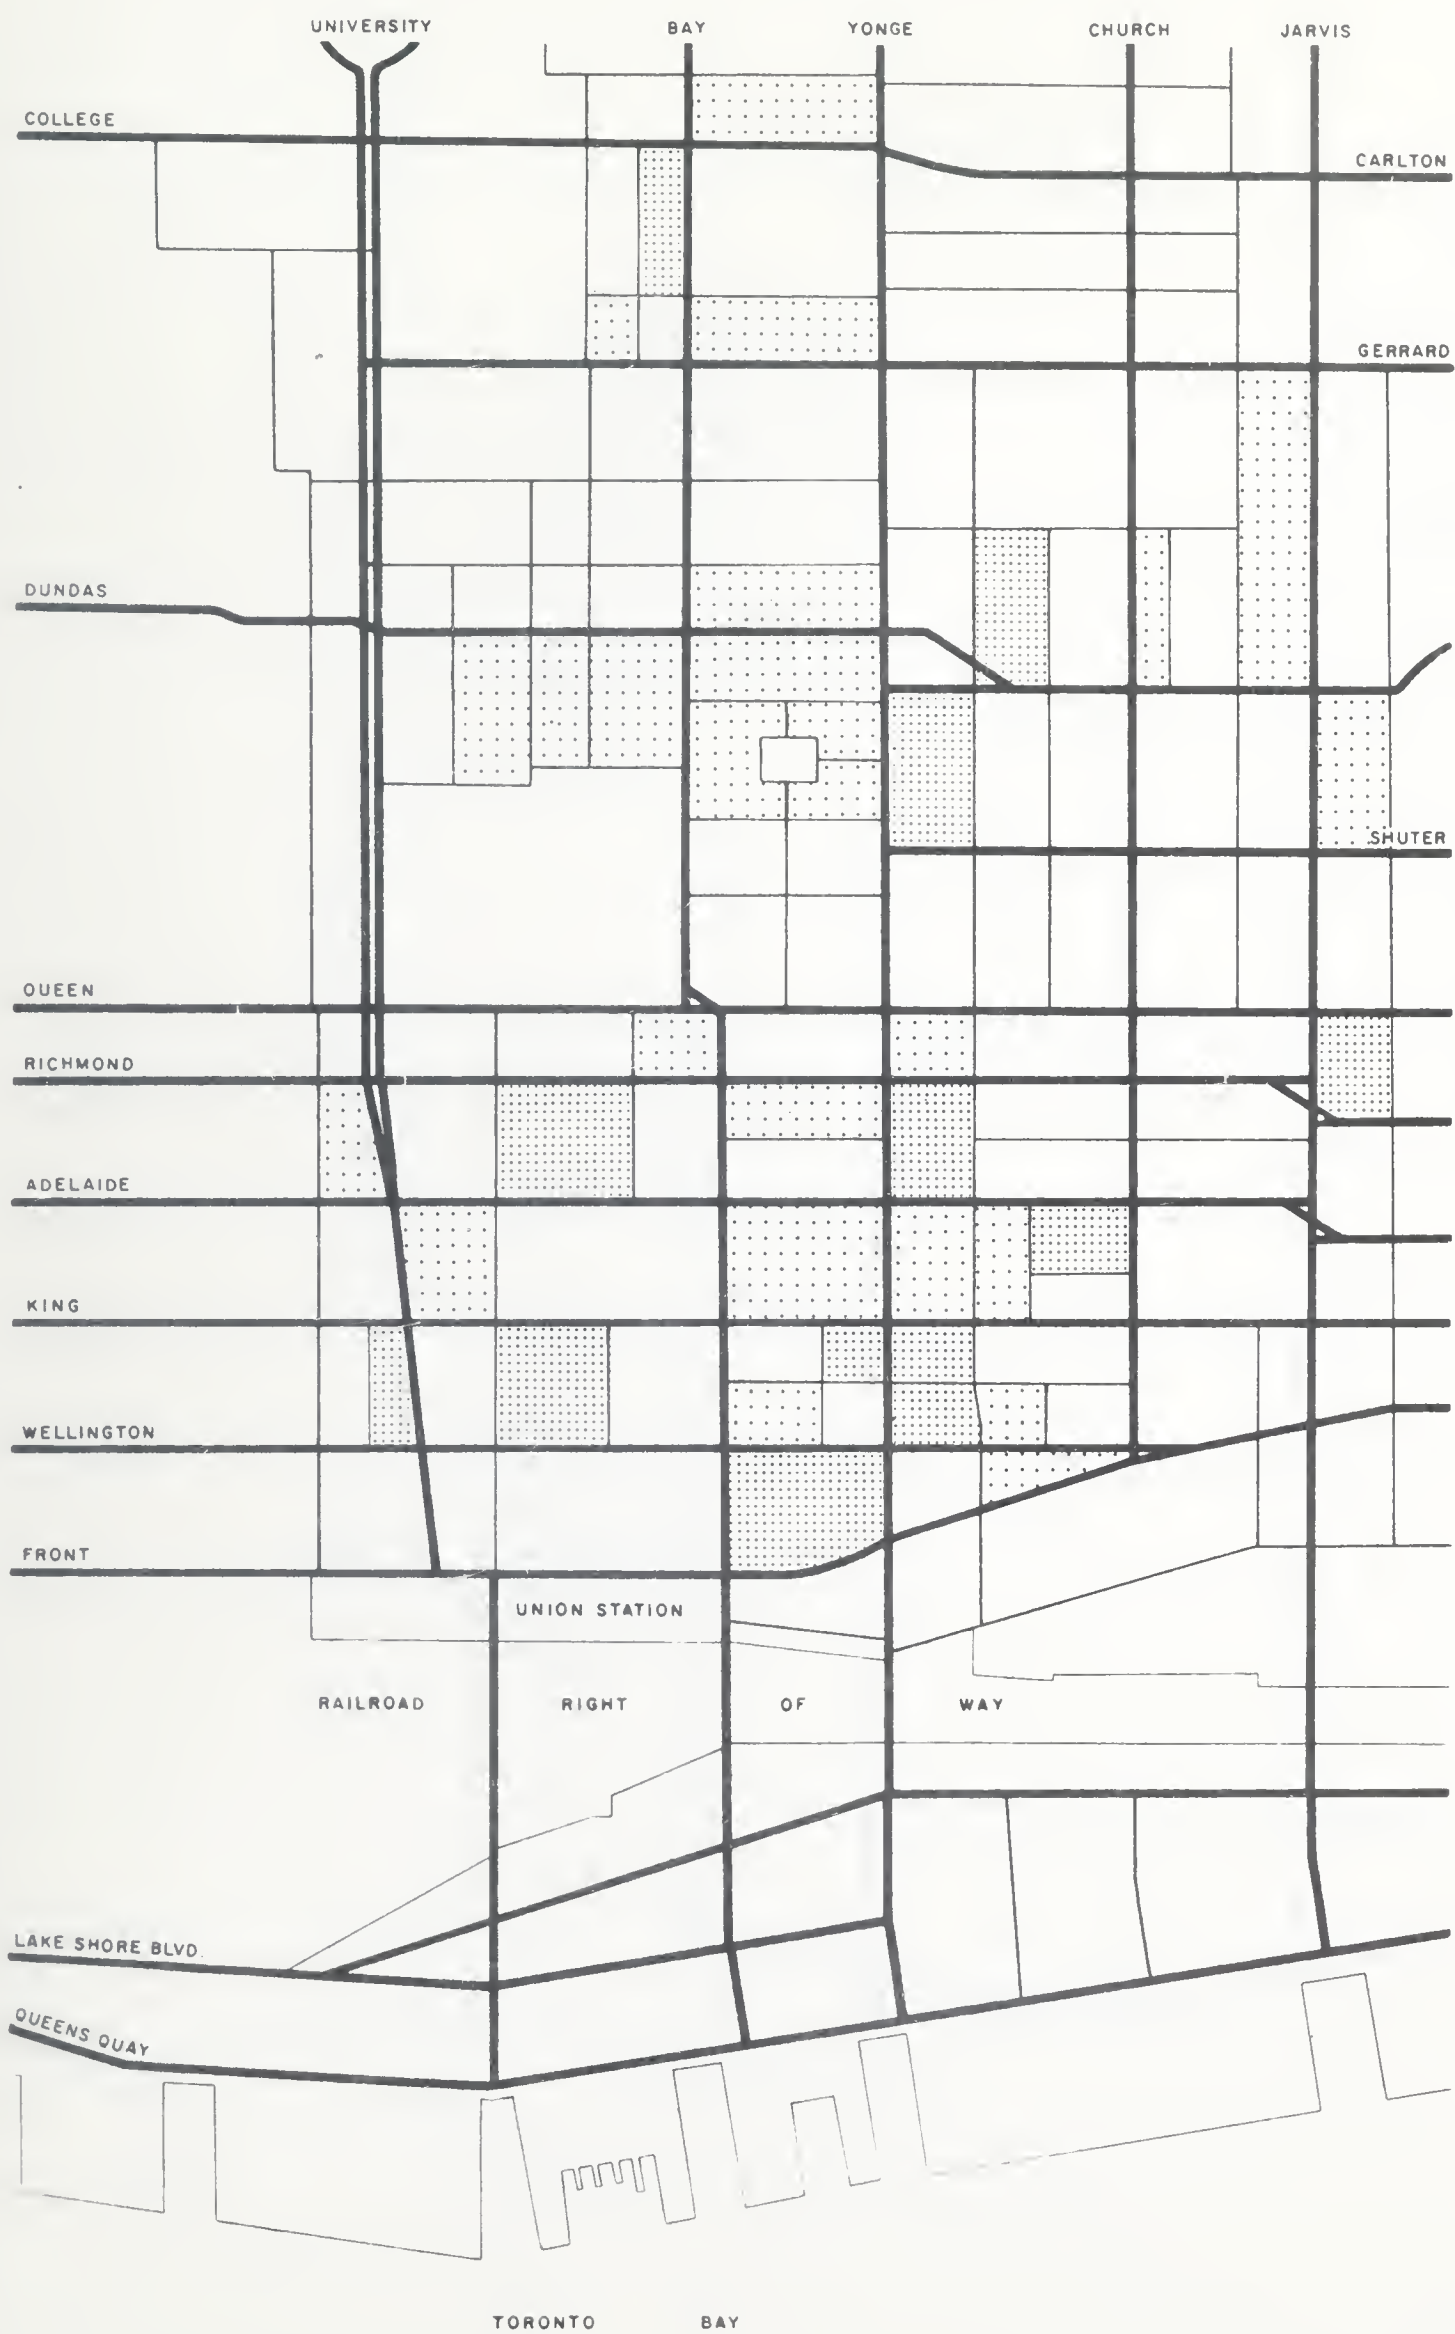 UNIVERSITY
BAY
YONGE
CHURCH
JARVIS
COLLEGE
CARLTON
GERRARD
DUNDAS
SHUTER
QUEEN
RICHMOND
ADELAIDE
KING
WELLINGTON
FRONT
UNION STATION
RAILROAD RIGHT OF WAY
LAKE SHORE BLVD.
QUEENS QUAY
TORONTO BAY